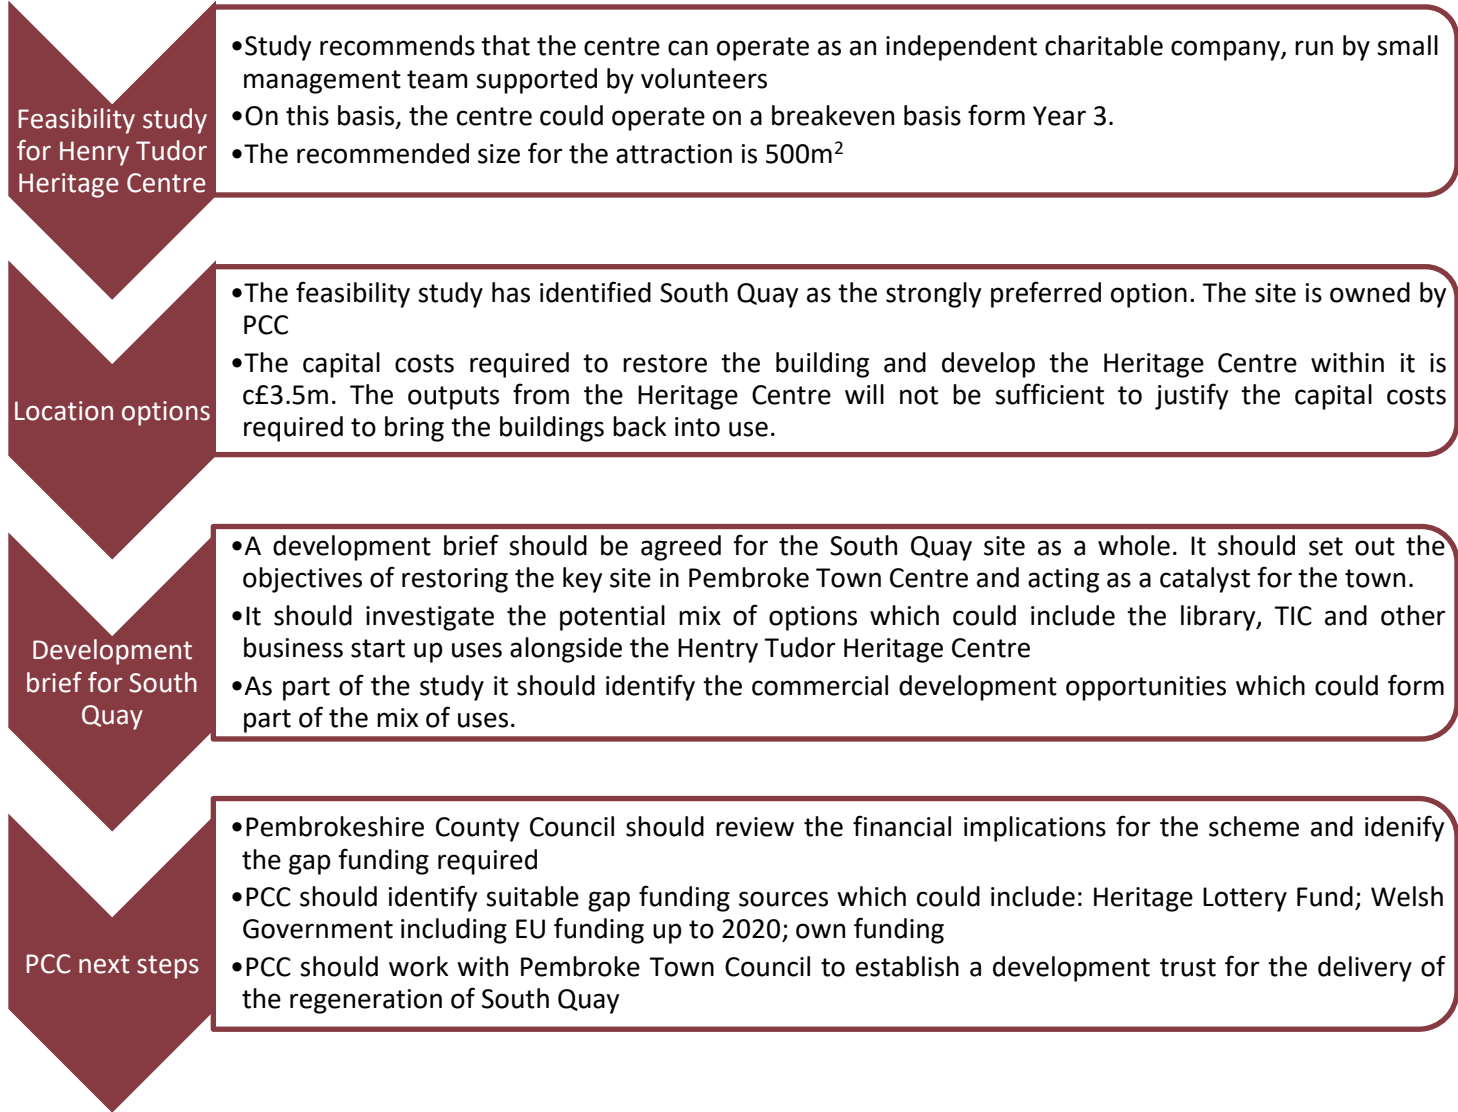 Feasibility study
for Henry Tudor
Heritage Centre
•Study recommends that the centre can operate as an independent charitable company, run by small
management team supported by volunteers
•On this basis, the centre could operate on a breakeven basis form Year 3.
•The recommended size for the attraction is 500m²
Location options
•The feasibility study has identified South Quay as the strongly preferred option. The site is owned by
PCC
•The capital costs required to restore the building and develop the Heritage Centre within it is
c£3.5m. The outputs from the Heritage Centre will not be sufficient to justify the capital costs
required to bring the buildings back into use.
Development
brief for South
Quay
•A development brief should be agreed for the South Quay site as a whole. It should set out the
objectives of restoring the key site in Pembroke Town Centre and acting as a catalyst for the town.
•It should investigate the potential mix of options which could include the library, TIC and other
business start up uses alongside the Hentry Tudor Heritage Centre
•As part of the study it should identify the commercial development opportunities which could form
part of the mix of uses.
PCC next steps
•Pembrokeshire County Council should review the financial implications for the scheme and idenify
the gap funding required
•PCC should identify suitable gap funding sources which could include: Heritage Lottery Fund; Welsh
Government including EU funding up to 2020; own funding
•PCC should work with Pembroke Town Council to establish a development trust for the delivery of
the regeneration of South Quay